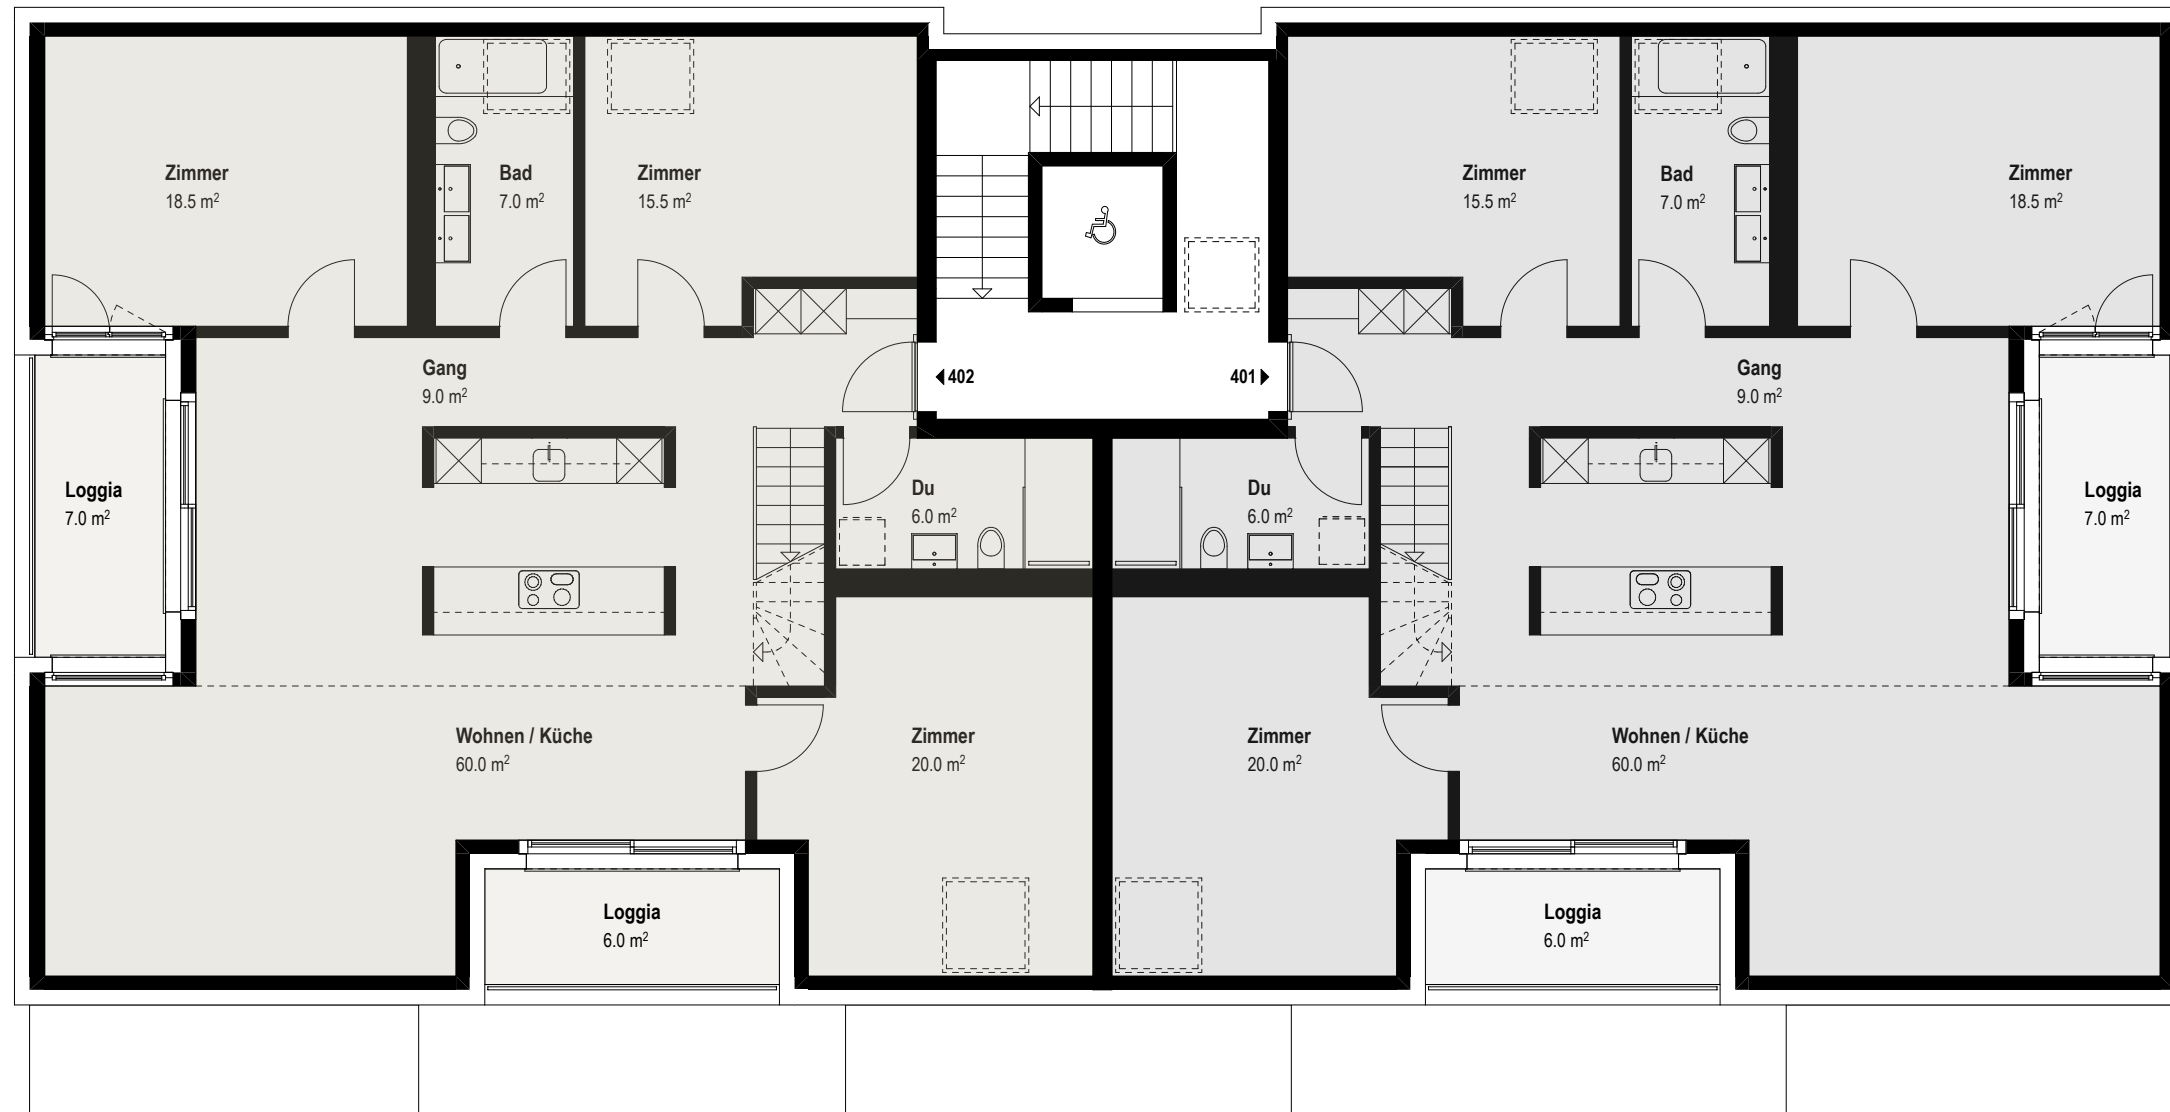 Zimmer
18.5 m²
Bad
7.0 m²
Zimmer
15.5 m²
Zimmer
15.5 m²
Bad
7.0 m²
Zimmer
18.5 m²
Gang
9.0 m²
402
401
Gang
9.0 m²
Loggia
7.0 m²
Du
6.0 m²
Du
6.0 m²
Loggia
7.0 m²
Wohnen / Küche
60.0 m²
Zimmer
20.0 m²
Zimmer
20.0 m²
Wohnen / Küche
60.0 m²
Loggia
6.0 m²
Loggia
6.0 m²